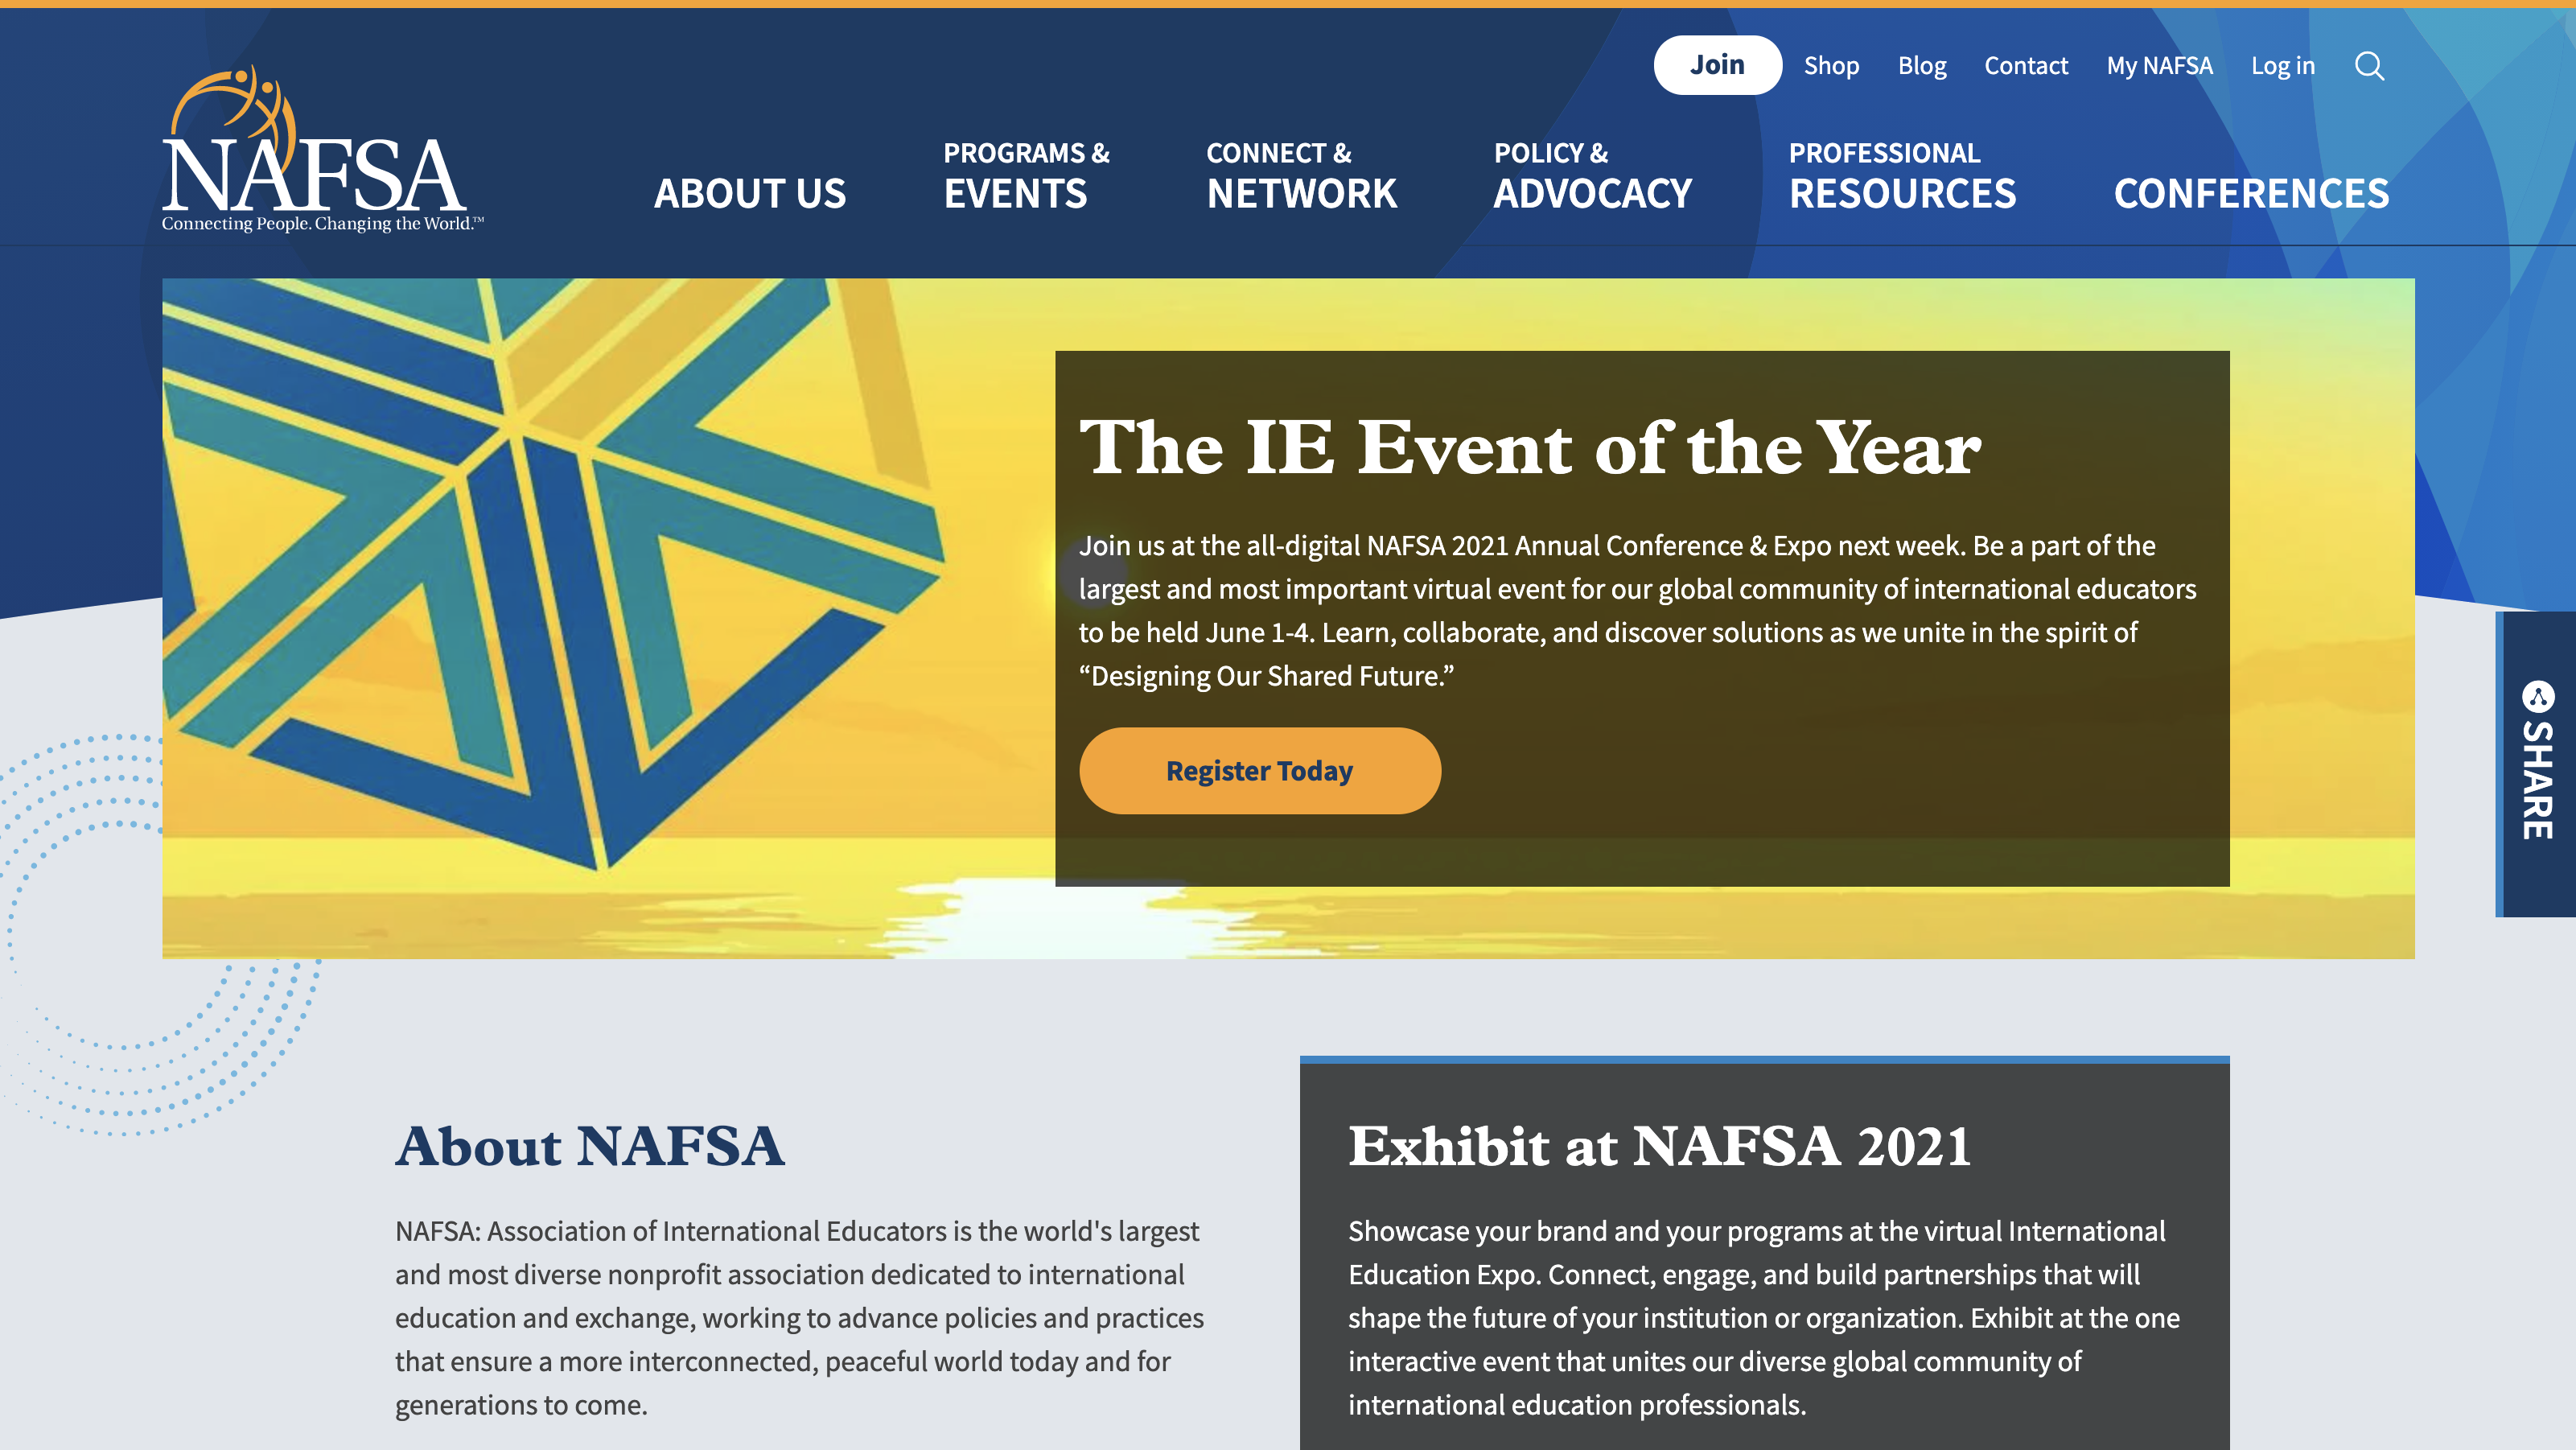 Join
Shop
Blog
Contact
My NAFSA
Log in
NAFSA
Connecting People. Changing the World.™
ABOUT US
PROGRAMS &
EVENTS
CONNECT &
NETWORK
POLICY &
ADVOCACY
PROFESSIONAL
RESOURCES
CONFERENCES
The IE Event of the Year
Join us at the all-digital NAFSA 2021 Annual Conference & Expo next week. Be a part of the
largest and most important virtual event for our global community of international educators
to be held June 1-4. Learn, collaborate, and discover solutions as we unite in the spirit of
“Designing Our Shared Future.”
Register Today
SHARE
About NAFSA
NAFSA: Association of International Educators is the world's largest
and most diverse nonprofit association dedicated to international
education and exchange, working to advance policies and practices
that ensure a more interconnected, peaceful world today and for
generations to come.
Exhibit at NAFSA 2021
Showcase your brand and your programs at the virtual International
Education Expo. Connect, engage, and build partnerships that will
shape the future of your institution or organization. Exhibit at the one
interactive event that unites our diverse global community of
international education professionals.